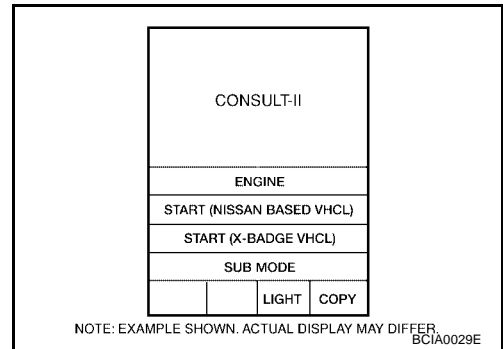 CONSULT-II
ENGINE
START (NISSAN BASED VHCL)
START (X-BADGE VHCL)
SUB MODE
LIGHT COPY
NOTE: EXAMPLE SHOWN. ACTUAL DISPLAY MAY DIFFER.
BCIA0029E